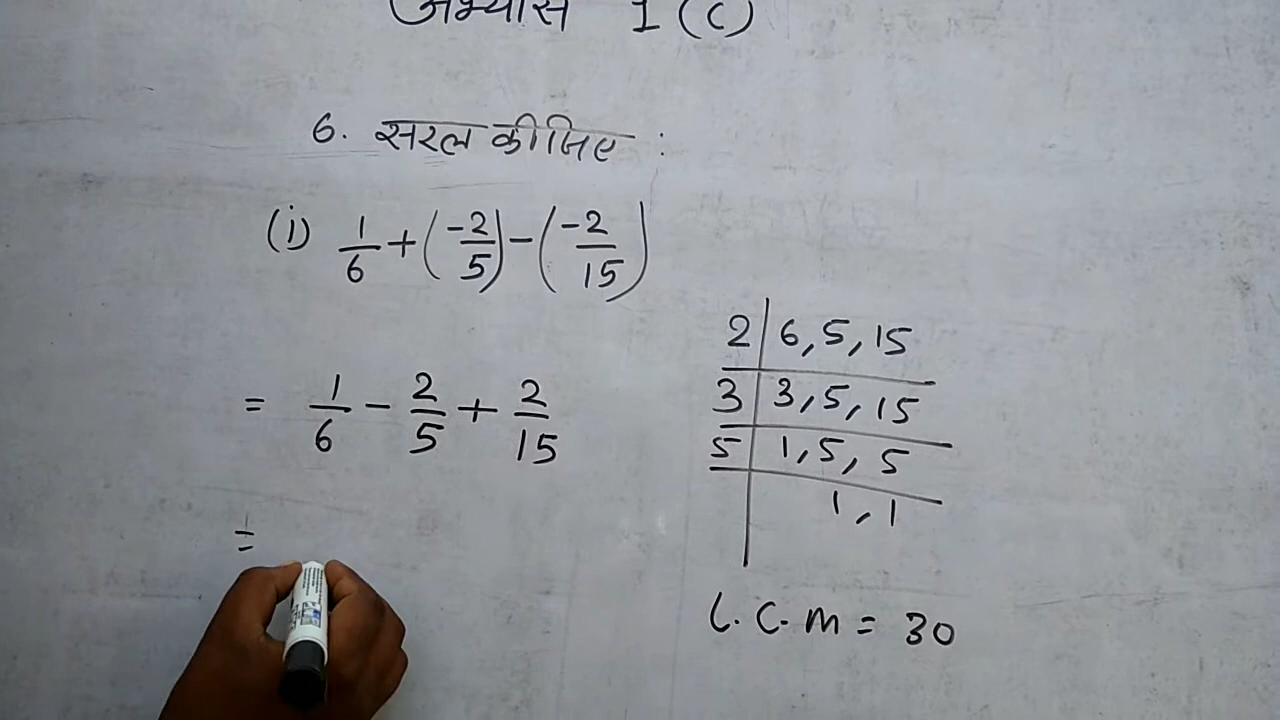 अभ्यास 1 (c)
6. सरल कीजिए :
(i) 1/6 + (-2/5) - (-2/15)
= 1/6 - 2/5 + 2/15
=
2 | 6, 5, 15
3 | 3, 5, 15
5 | 1, 5, 5
1, 1
L.C.M = 30